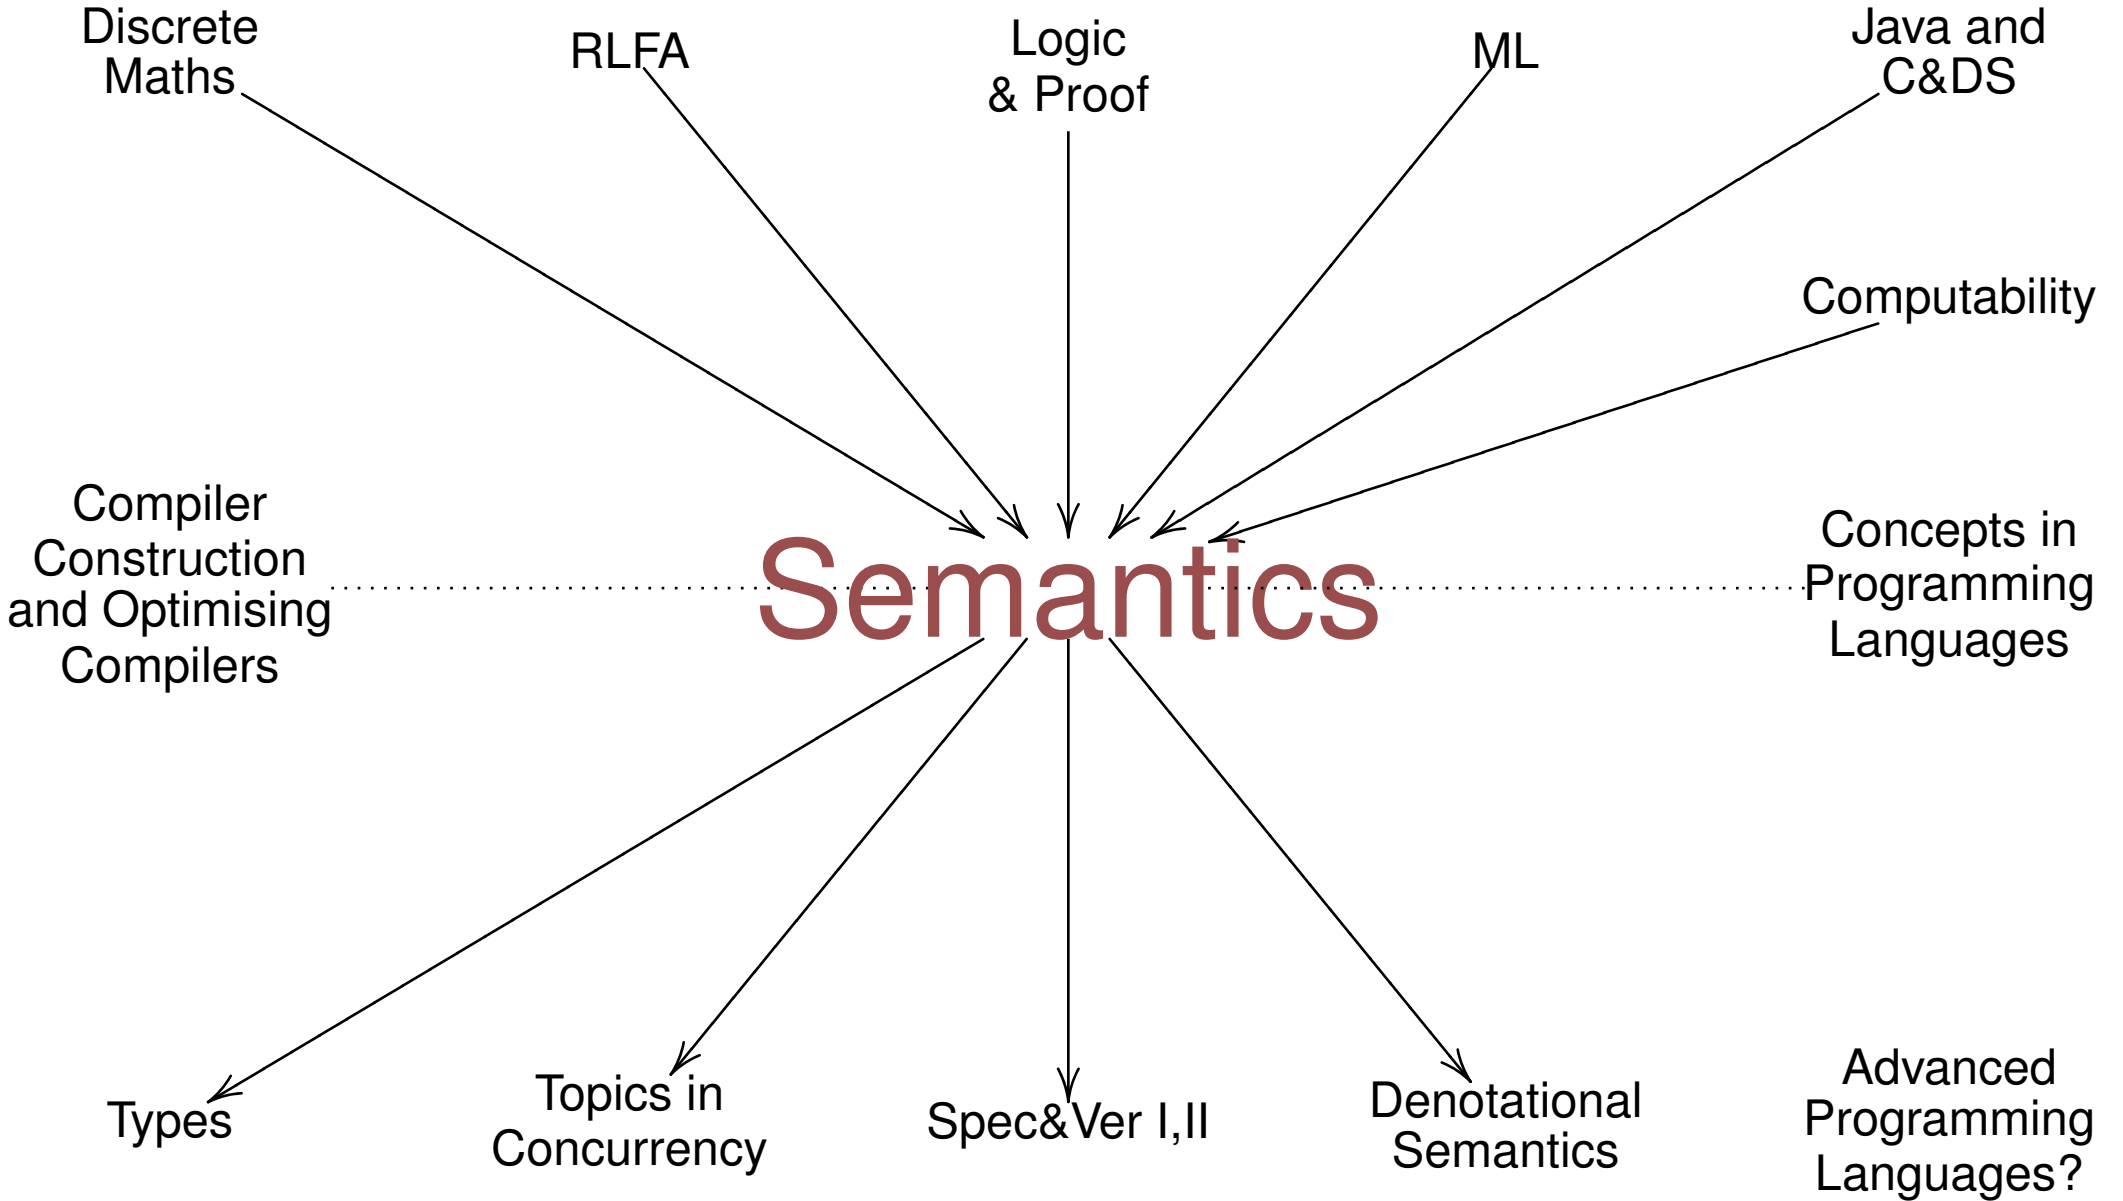 Discrete
Maths
RLFA
Logic
& Proof
ML
Java and
C&DS
Computability
Compiler
Construction
and Optimising
Compilers
Semantics
Concepts in
Programming
Languages
Types
Topics in
Concurrency
Spec&Ver I,II
Denotational
Semantics
Advanced
Programming
Languages?